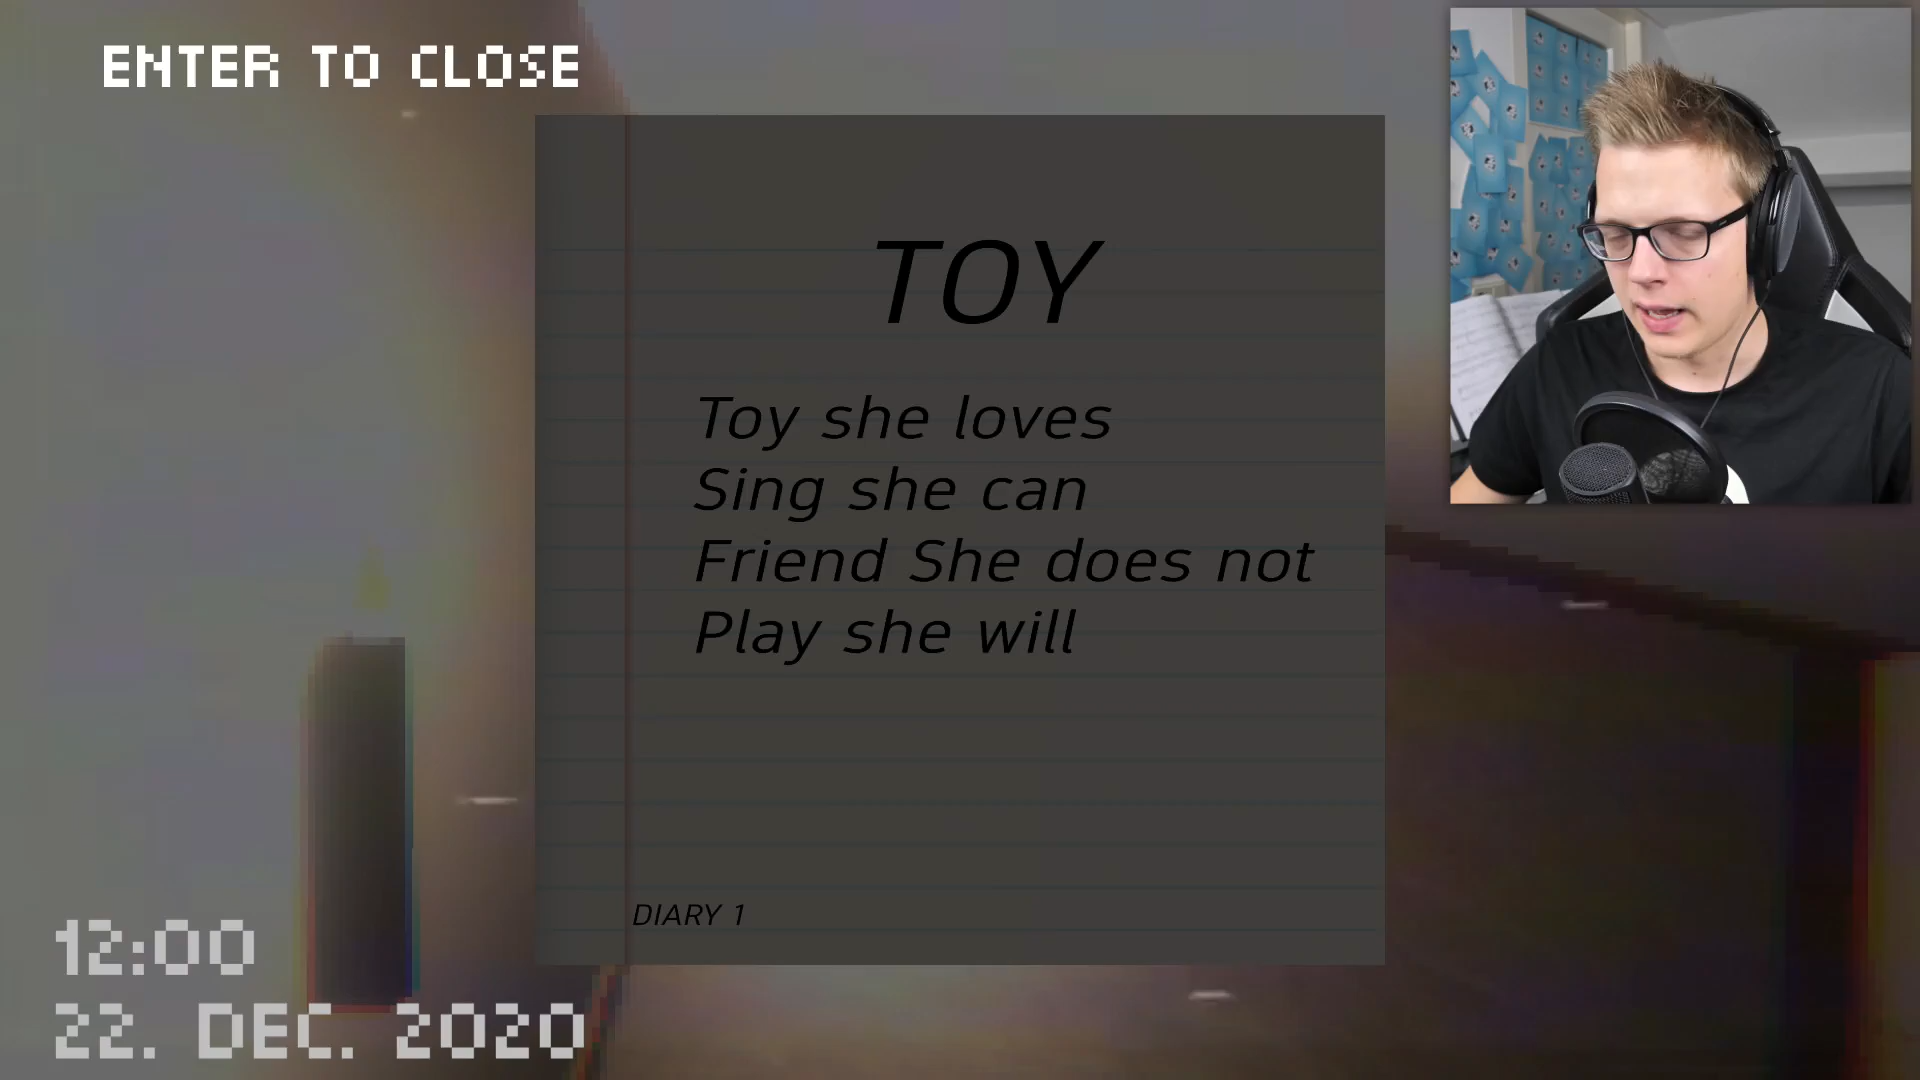 ENTER TO CLOSE
TOY
Toy she loves
Sing she can
Friend She does not
Play she will
DIARY 1
12:00
22. DEC. 2020